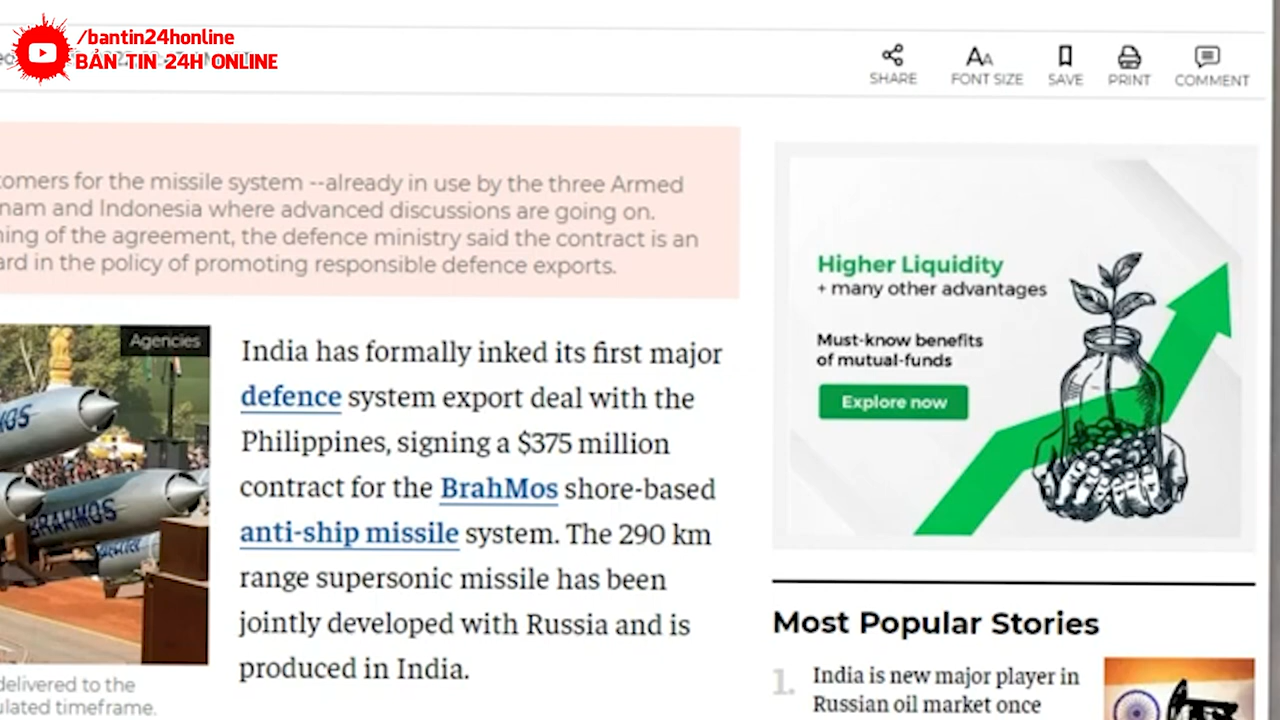 /bantin24honline
BẢN TIN 24H ONLINE
SHARE
FONT SIZE
SAVE
PRINT
COMMENT
tomers for the missile system --already in use by the three Armed
nam and Indonesia where advanced discussions are going on.
ning of the agreement, the defence ministry said the contract is an
ard in the policy of promoting responsible defence exports.
Agencies
MOS
BRAHMOS
India has formally inked its first major
defence system export deal with the
Philippines, signing a $375 million
contract for the BrahMos shore-based
anti-ship missile system. The 290 km
range supersonic missile has been
jointly developed with Russia and is
produced in India.
delivered to the
ulated timeframe.
Higher Liquidity
+ many other advantages
Must-know benefits
of mutual-funds
Explore now
Most Popular Stories
1. India is new major player in
Russian oil market once